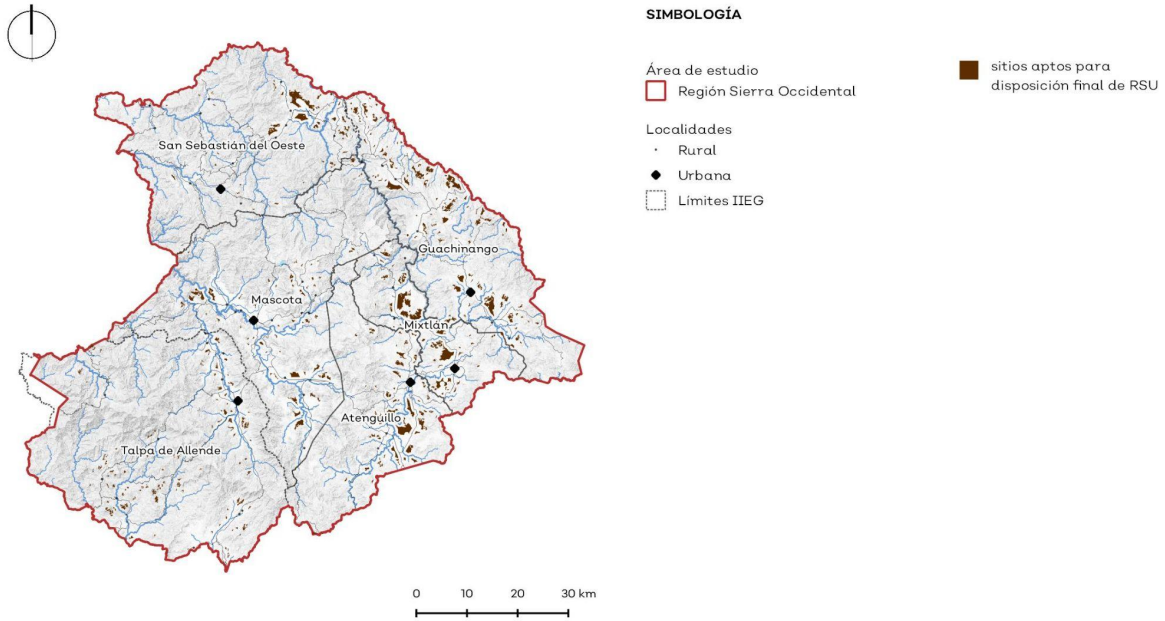 SIMBOLOGÍA
Área de estudio
Región Sierra Occidental
Localidades
Rural
Urbana
Límites IIEG
sitios aptos para
disposición final de RSU
San Sebastián del Oeste
Guachinango
Mascota
Mixtlán
Atenguillo
Talpa de Allende
0 10 20 30 km